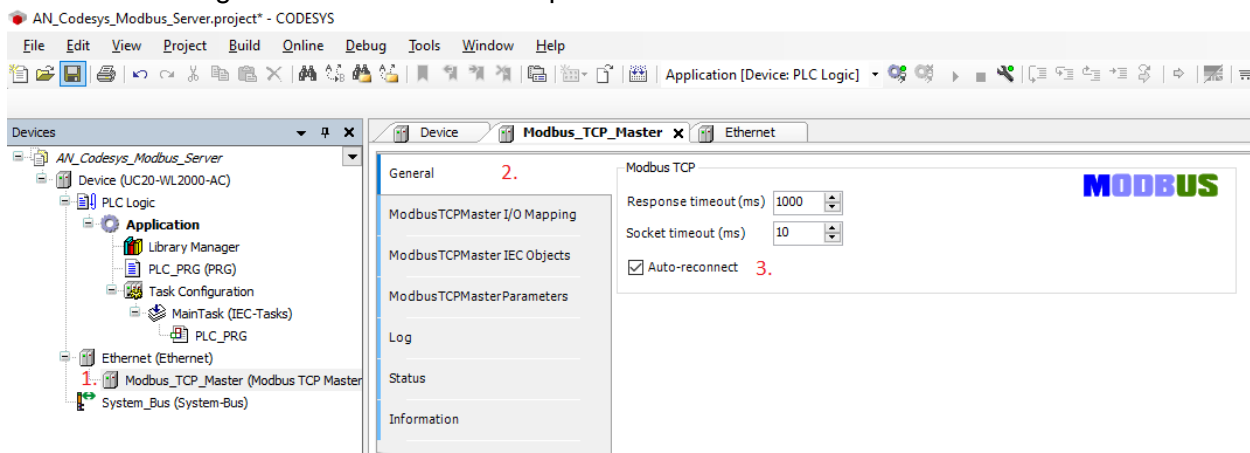 AN_Codesys_Modbus_Server.project* - CODESYS
File Edit View Project Build Online Debug Tools Window Help
Application [Device: PLC Logic]
Devices
Device
Modbus_TCP_Master
Ethernet
AN_Codesys_Modbus_Server
Device (UC20-WL2000-AC)
PLC Logic
Application
Library Manager
PLC_PRG (PRG)
Task Configuration
MainTask (IEC-Tasks)
PLC_PRG
Ethernet (Ethernet)
1. Modbus_TCP_Master (Modbus TCP Master
System_Bus (System-Bus)
General 2.
ModbusTCPMaster I/O Mapping
ModbusTCPMaster IEC Objects
ModbusTCPMasterParameters
Log
Status
Information
Modbus TCP
MODBUS
Response timeout (ms) 1000
Socket timeout (ms) 10
Auto-reconnect 3.